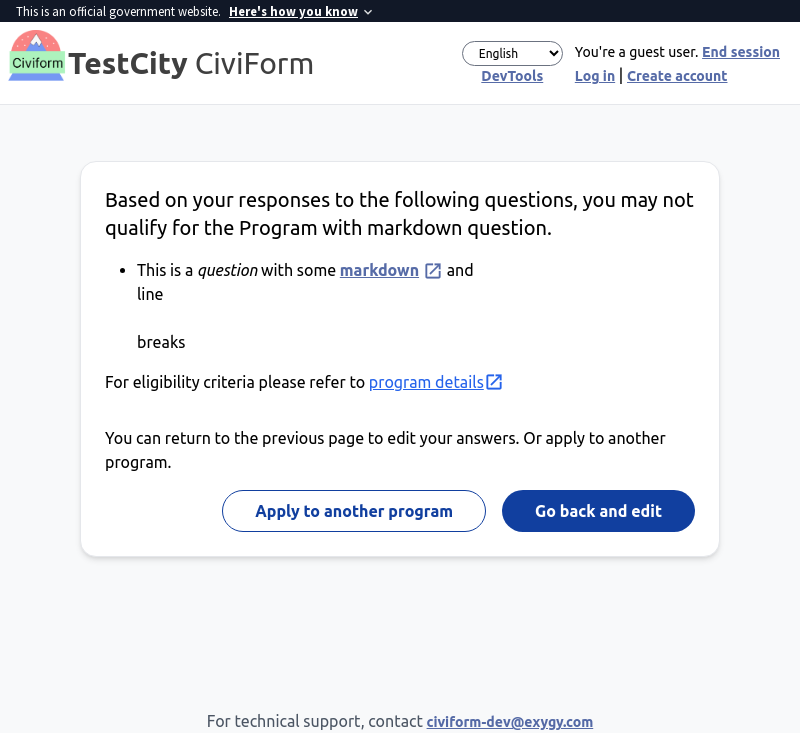 This is an official government website. Here's how you know
Civiform
TestCity CiviForm
English
You're a guest user. End session
DevTools
Log in | Create account
Based on your responses to the following questions, you may not
qualify for the Program with markdown question.
• This is a question with some markdown and
line
breaks
For eligibility criteria please refer to program details
You can return to the previous page to edit your answers. Or apply to another
program.
Apply to another program
Go back and edit
For technical support, contact civiform-dev@exygy.com